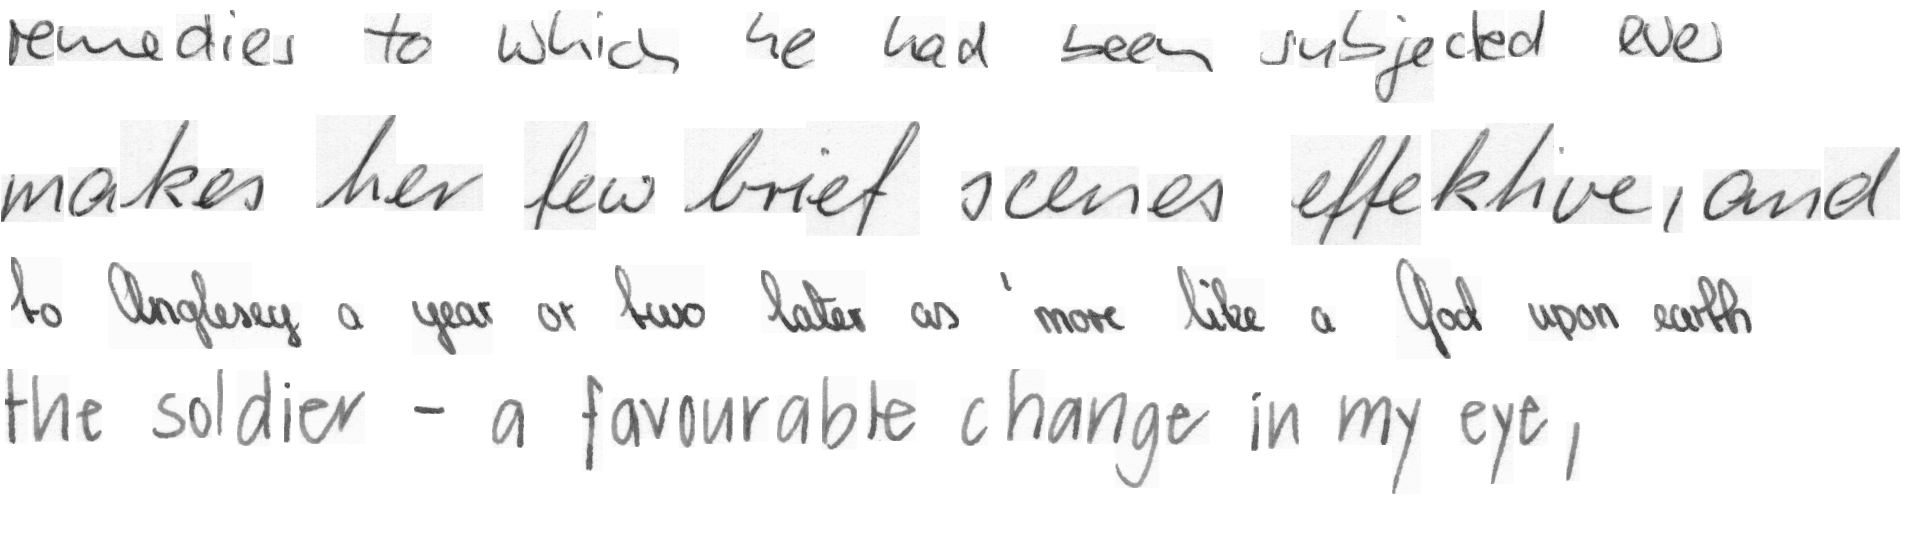 remedies to which he had been subjected ever
makes her few brief scenes effektive, and
to Anglesey a year or two later as 'more like a God upon earth
the soldier - a favourable change in my eye,